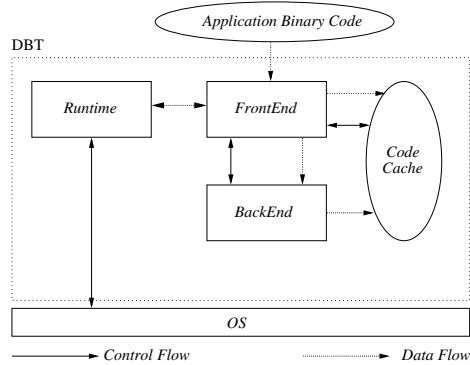 Application Binary Code
DBT
Runtime
FrontEnd
Code
Cache
BackEnd
OS
Control Flow
Data Flow